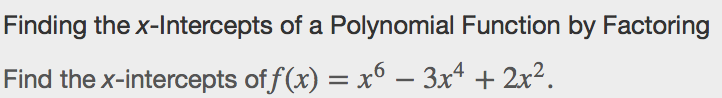 Finding the x-Intercepts of a Polynomial Function by Factoring
Find the x-intercepts of f(x) = x⁶ − 3x⁴ + 2x².